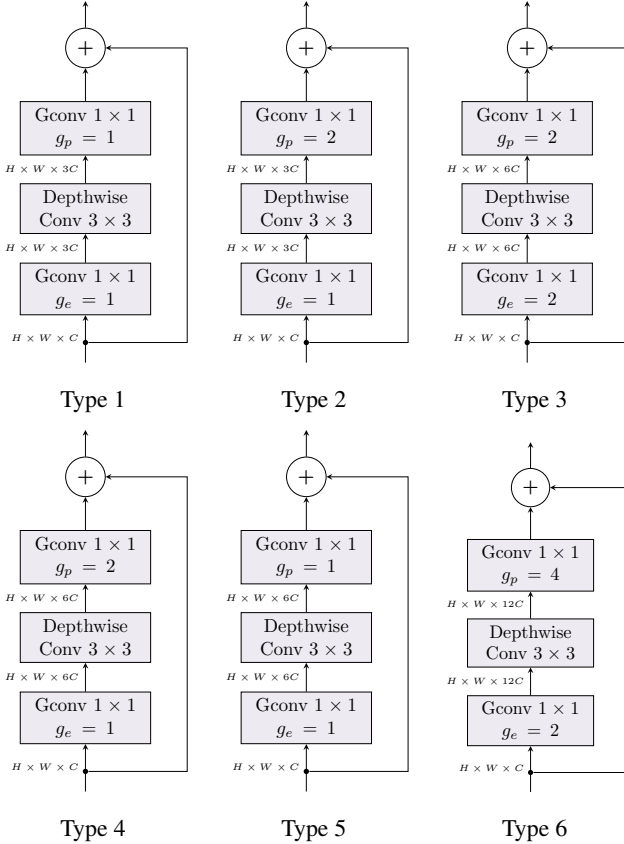 +
Gconv 1 × 1
g_p = 1
H × W × 3C
Depthwise
Conv 3 × 3
H × W × 3C
Gconv 1 × 1
g_e = 1
H × W × C
Type 1
+
Gconv 1 × 1
g_p = 2
H × W × 3C
Depthwise
Conv 3 × 3
H × W × 3C
Gconv 1 × 1
g_e = 1
H × W × C
Type 2
+
Gconv 1 × 1
g_p = 2
H × W × 6C
Depthwise
Conv 3 × 3
H × W × 6C
Gconv 1 × 1
g_e = 2
H × W × C
Type 3
+
Gconv 1 × 1
g_p = 2
H × W × 6C
Depthwise
Conv 3 × 3
H × W × 6C
Gconv 1 × 1
g_e = 1
H × W × C
Type 4
+
Gconv 1 × 1
g_p = 1
H × W × 6C
Depthwise
Conv 3 × 3
H × W × 6C
Gconv 1 × 1
g_e = 1
H × W × C
Type 5
+
Gconv 1 × 1
g_p = 4
H × W × 12C
Depthwise
Conv 3 × 3
H × W × 12C
Gconv 1 × 1
g_e = 2
H × W × C
Type 6